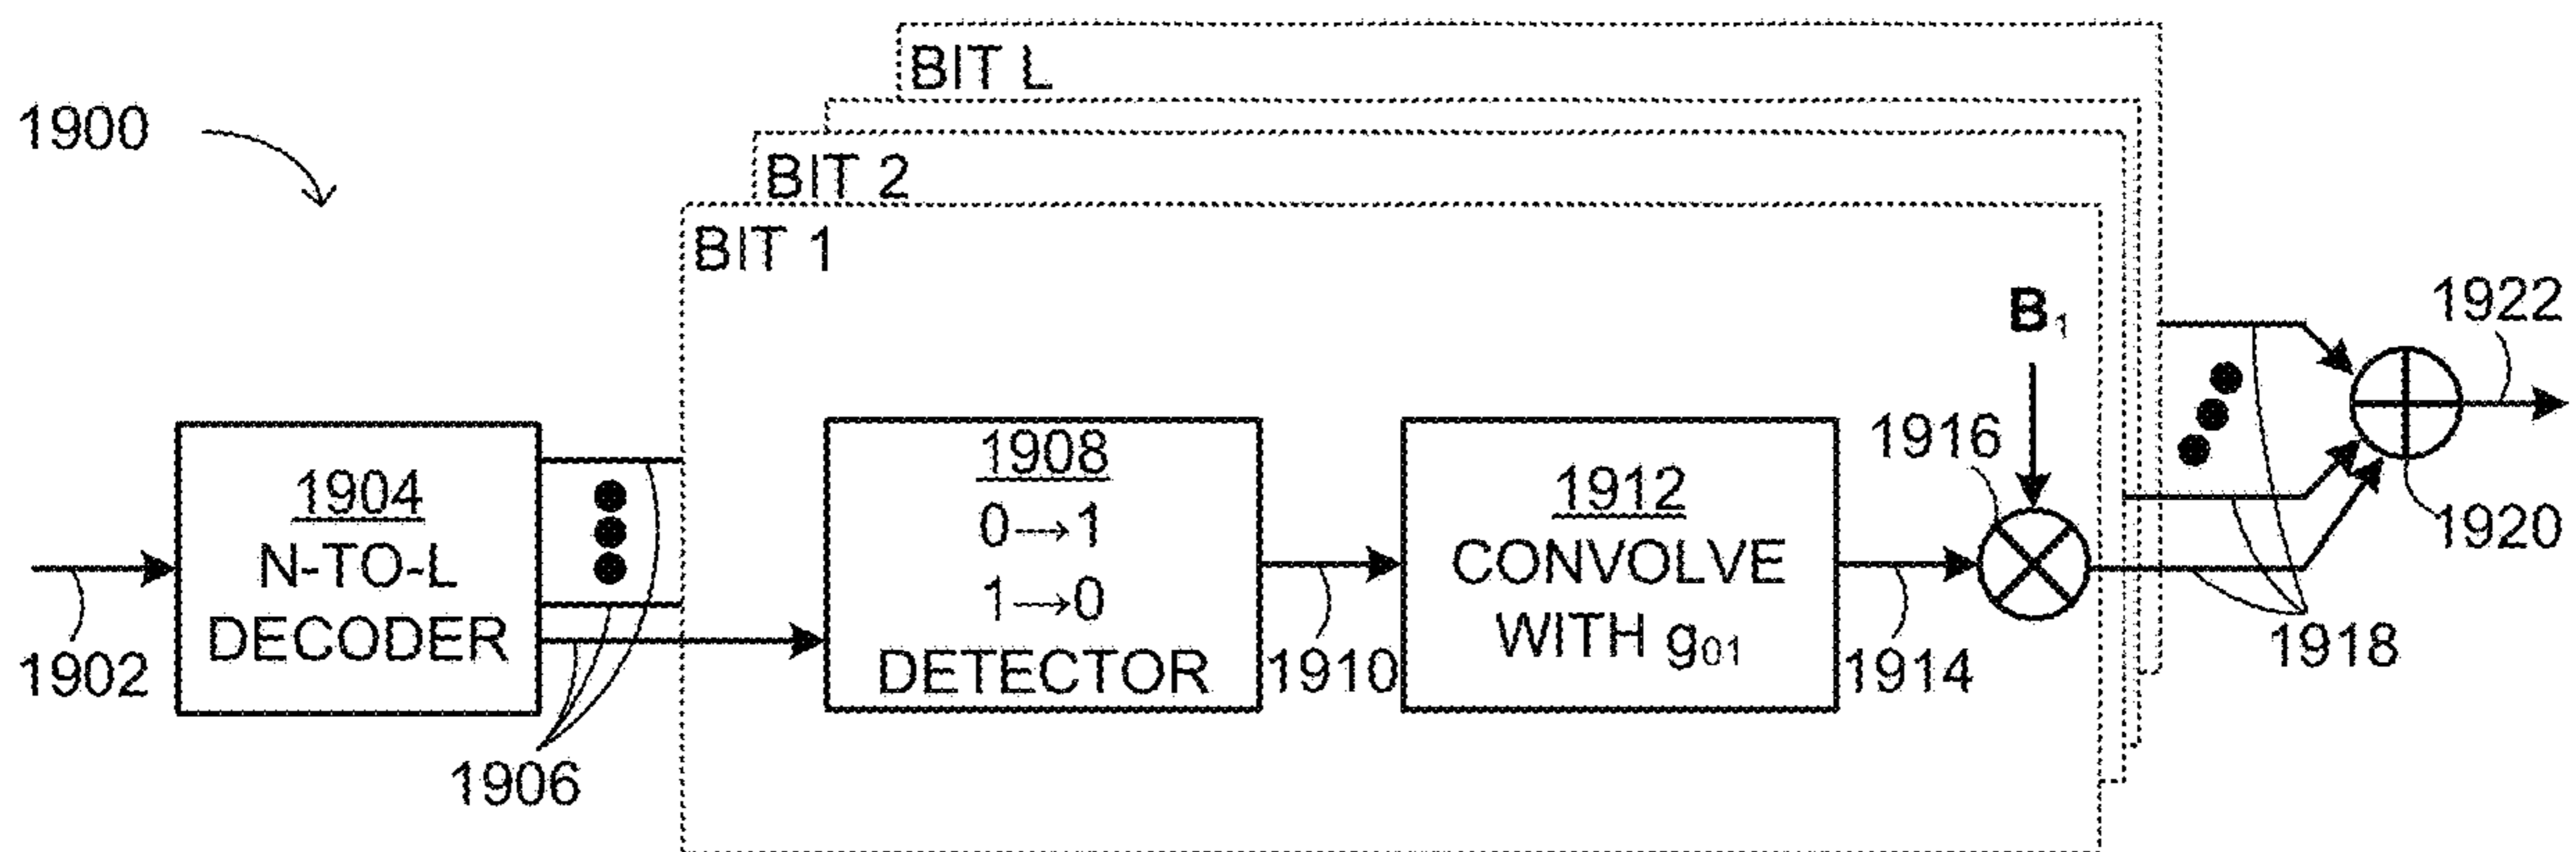 BIT L
1900
BIT 2
BIT 1
B₁
1922
1904
N-TO-L
DECODER
1908
0→1
1→0
DETECTOR
1912
CONVOLVE
WITH g₀₁
1916
1920
1902
1910
1914
1918
1906